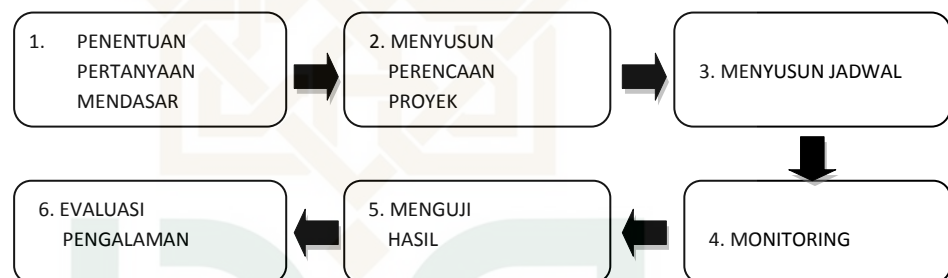 1. PENENTUAN
PERTANYAAN
MENDASAR
2. MENYUSUN
PERENCAAN
PROYEK
3. MENYUSUN JADWAL
4. MONITORING
5. MENGUJI
HASIL
6. EVALUASI
PENGALAMAN